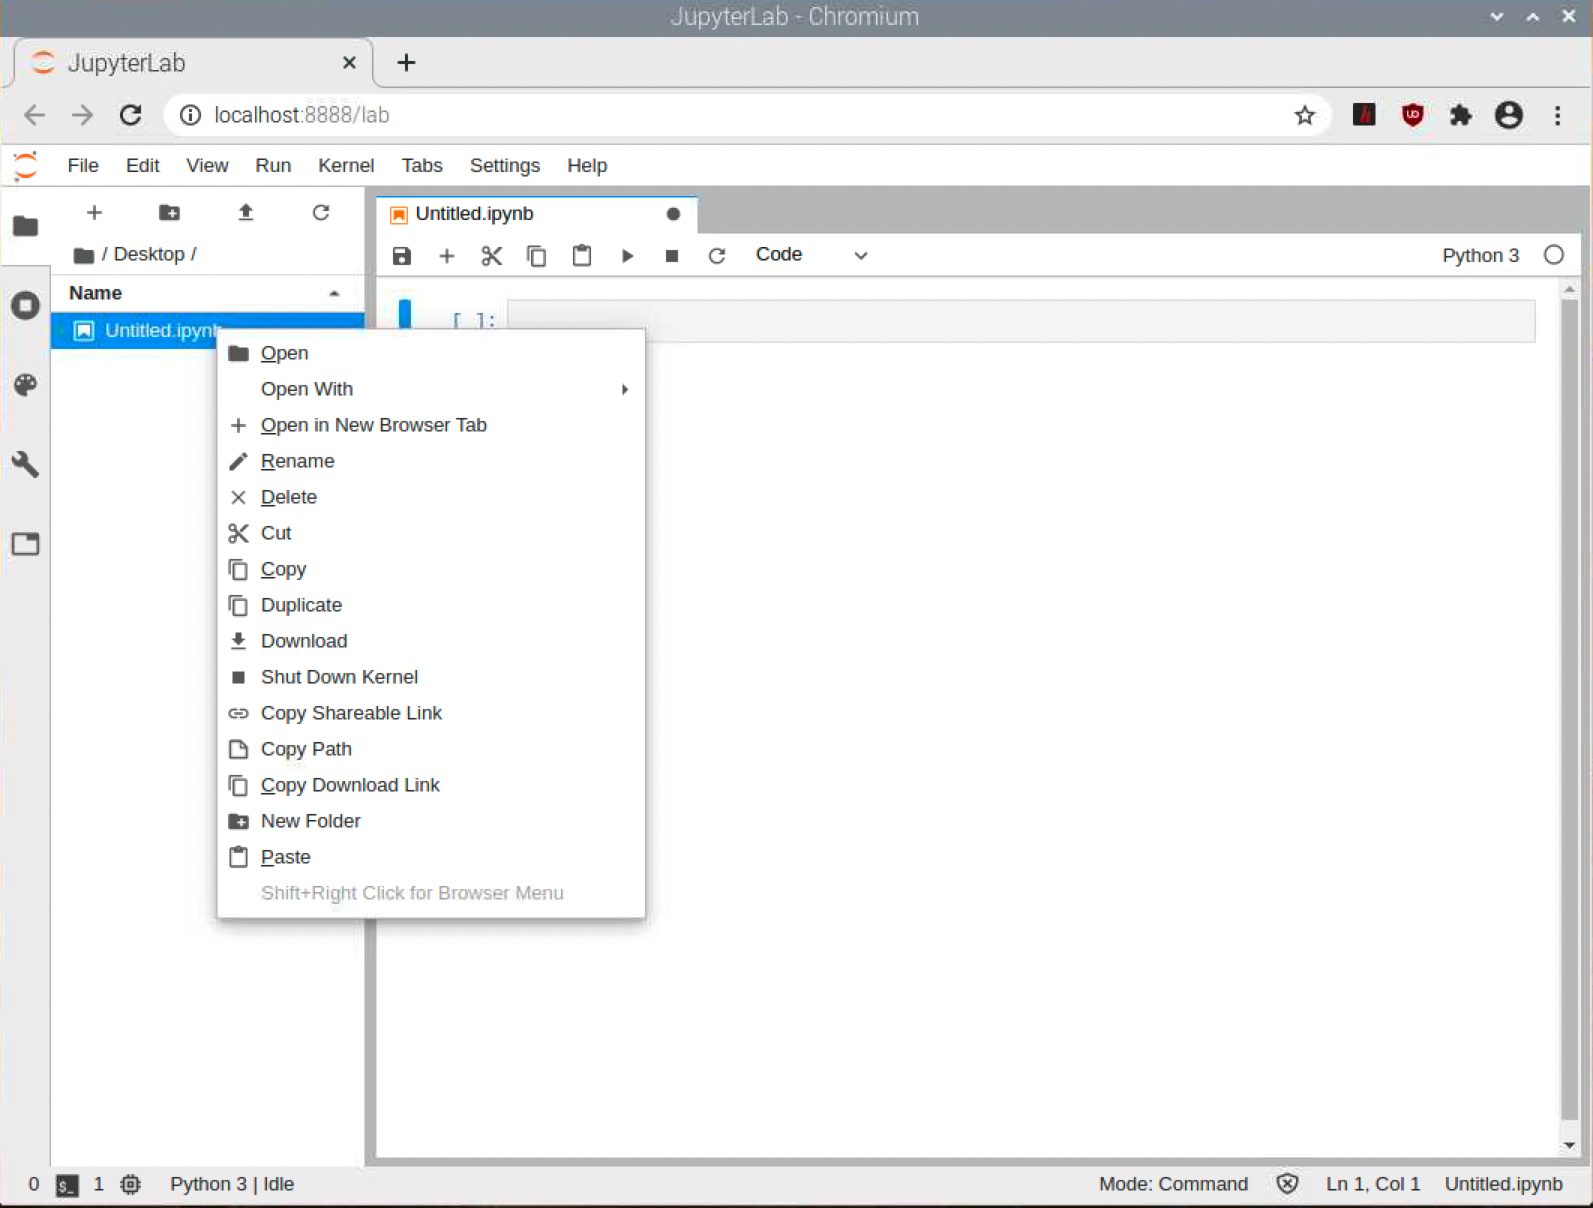 JupyterLab - Chromium
JupyterLab
localhost:8888/lab
File Edit View Run Kernel Tabs Settings Help
Untitled.ipynb
/ Desktop /
Code
Python 3
Name
Untitled.ipynb
[ ]:
Open
Open With
Open in New Browser Tab
Rename
Delete
Cut
Copy
Duplicate
Download
Shut Down Kernel
Copy Shareable Link
Copy Path
Copy Download Link
New Folder
Paste
Shift+Right Click for Browser Menu
0 $_ 1 Python 3 | Idle Mode: Command Ln 1, Col 1 Untitled.ipynb